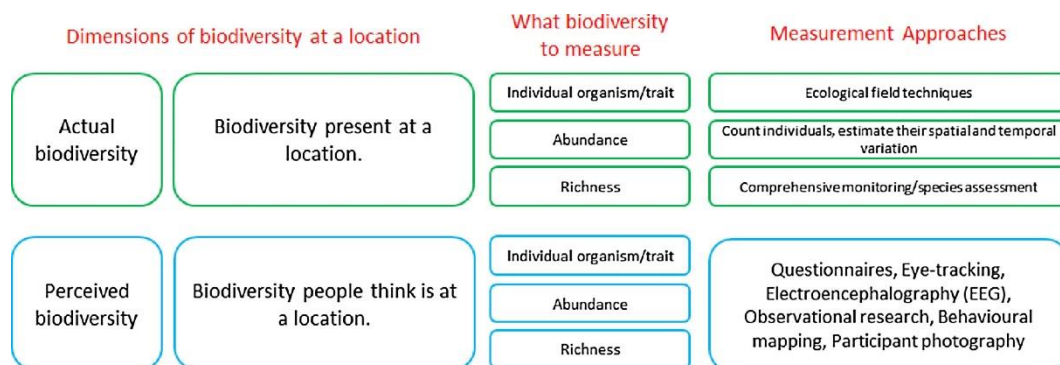 Dimensions of biodiversity at a location
What biodiversity
to measure
Measurement Approaches
Actual
biodiversity
Biodiversity present at a
location.
Individual organism/trait
Abundance
Richness
Ecological field techniques
Count individuals, estimate their spatial and temporal
variation
Comprehensive monitoring/species assessment
Perceived
biodiversity
Biodiversity people think is at
a location.
Individual organism/trait
Abundance
Richness
Questionnaires, Eye-tracking,
Electroencephalography (EEG),
Observational research, Behavioural
mapping, Participant photography